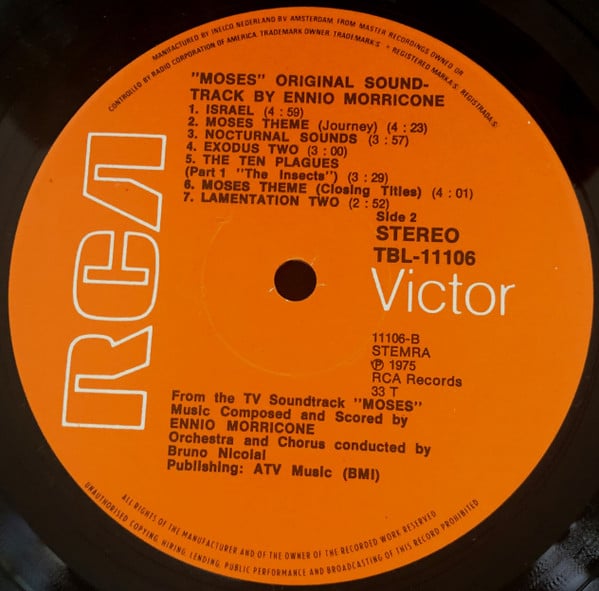 MANUFACTURED BY INELCO NEDERLAND BV AMSTERDAM. FROM MASTER RECORDINGS OWNED OR
CONTROLLED BY RADIO CORPORATION OF AMERICA. TRADEMARK OWNER. TRADEMARK·S: ® REGISTERED MARKA·S: REGISTRADA·S:
"MOSES" ORIGINAL SOUND-
TRACK BY ENNIO MORRICONE
1. ISRAEL (4 : 59)
2. MOSES THEME (Journey) (4 : 23)
3. NOCTURNAL SOUNDS (3 : 57)
4. EXODUS TWO (3 : 00)
5. THE TEN PLAGUES
(Part 1 "The Insects") (3 : 29)
6. MOSES THEME (Closing Titles) (4 : 01)
7. LAMENTATION TWO (2 : 52)
Side 2
STEREO
TBL-11106
RCA
Victor
11106-B
STEMRA
℗ 1975
RCA Records
33 T
From the TV Soundtrack "MOSES"
Music Composed and Scored by
ENNIO MORRICONE
Orchestra and Chorus conducted by
Bruno Nicolai
Publishing: ATV Music (BMI)
ALL RIGHTS OF THE MANUFACTURER AND OF THE OWNER OF THE RECORDED WORK RESERVED
UNAUTHORISED COPYING, HIRING, LENDING, PUBLIC PERFORMANCE AND BROADCASTING OF THIS RECORD PROHIBITED